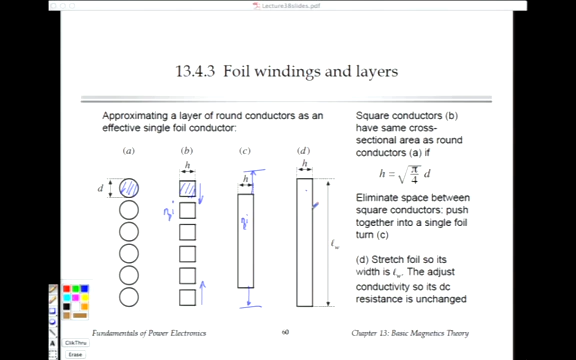 Lecture38slides.pdf
13.4.3 Foil windings and layers
Approximating a layer of round conductors as an
effective single foil conductor:
(a) (b) (c) (d)
h
h
h
d
ℓw
Square conductors (b)
have same cross-
sectional area as round
conductors (a) if
h = √(π/4) d
Eliminate space between
square conductors: push
together into a single foil
turn (c)
(d) Stretch foil so its
width is ℓw. The adjust
conductivity so its dc
resistance is unchanged
Fundamentals of Power Electronics
60
Chapter 13: Basic Magnetics Theory
ClikThru
Erase